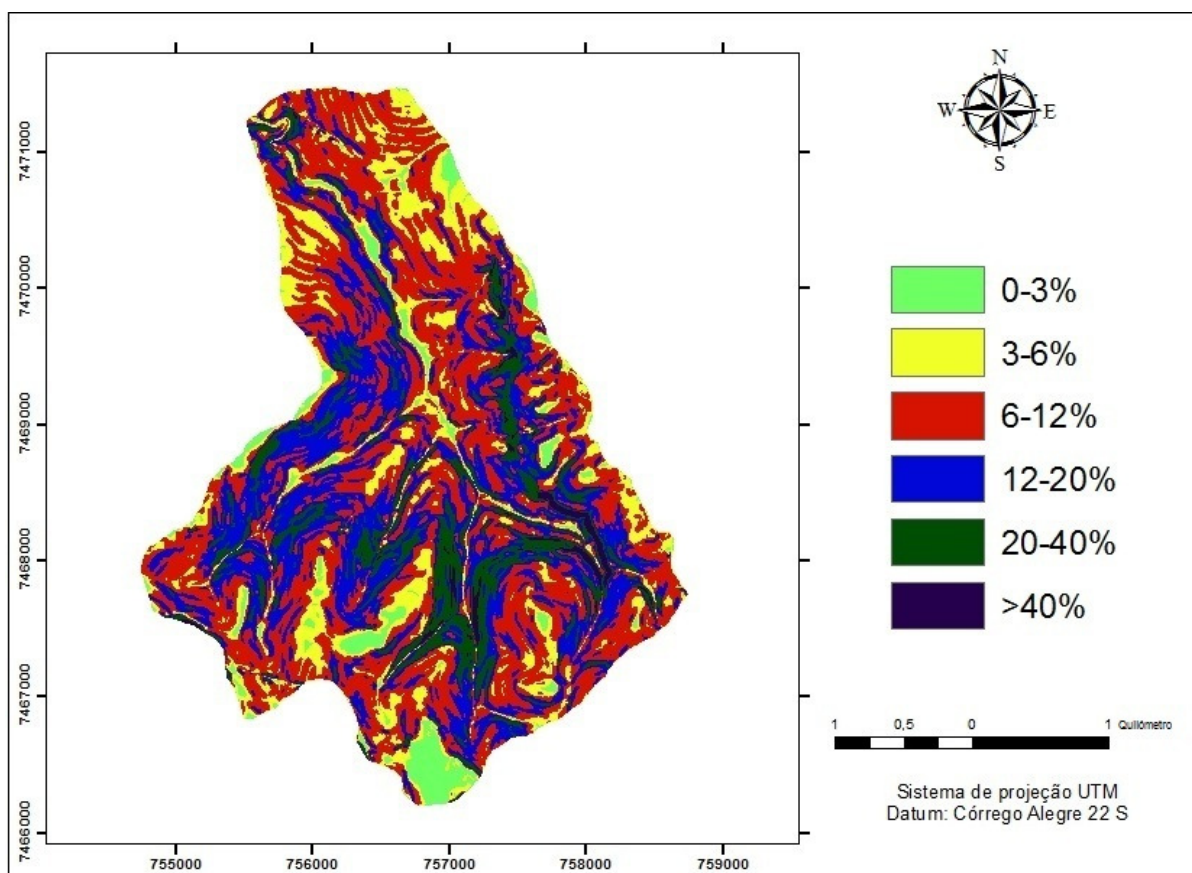 N
W E
S
7471000
7470000
7469000
7468000
7467000
7466000
755000 756000 757000 758000 759000
0-3%
3-6%
6-12%
12-20%
20-40%
>40%
1 0,5 0 1 Quilómetro
Sistema de projeção UTM
Datum: Córrego Alegre 22 S